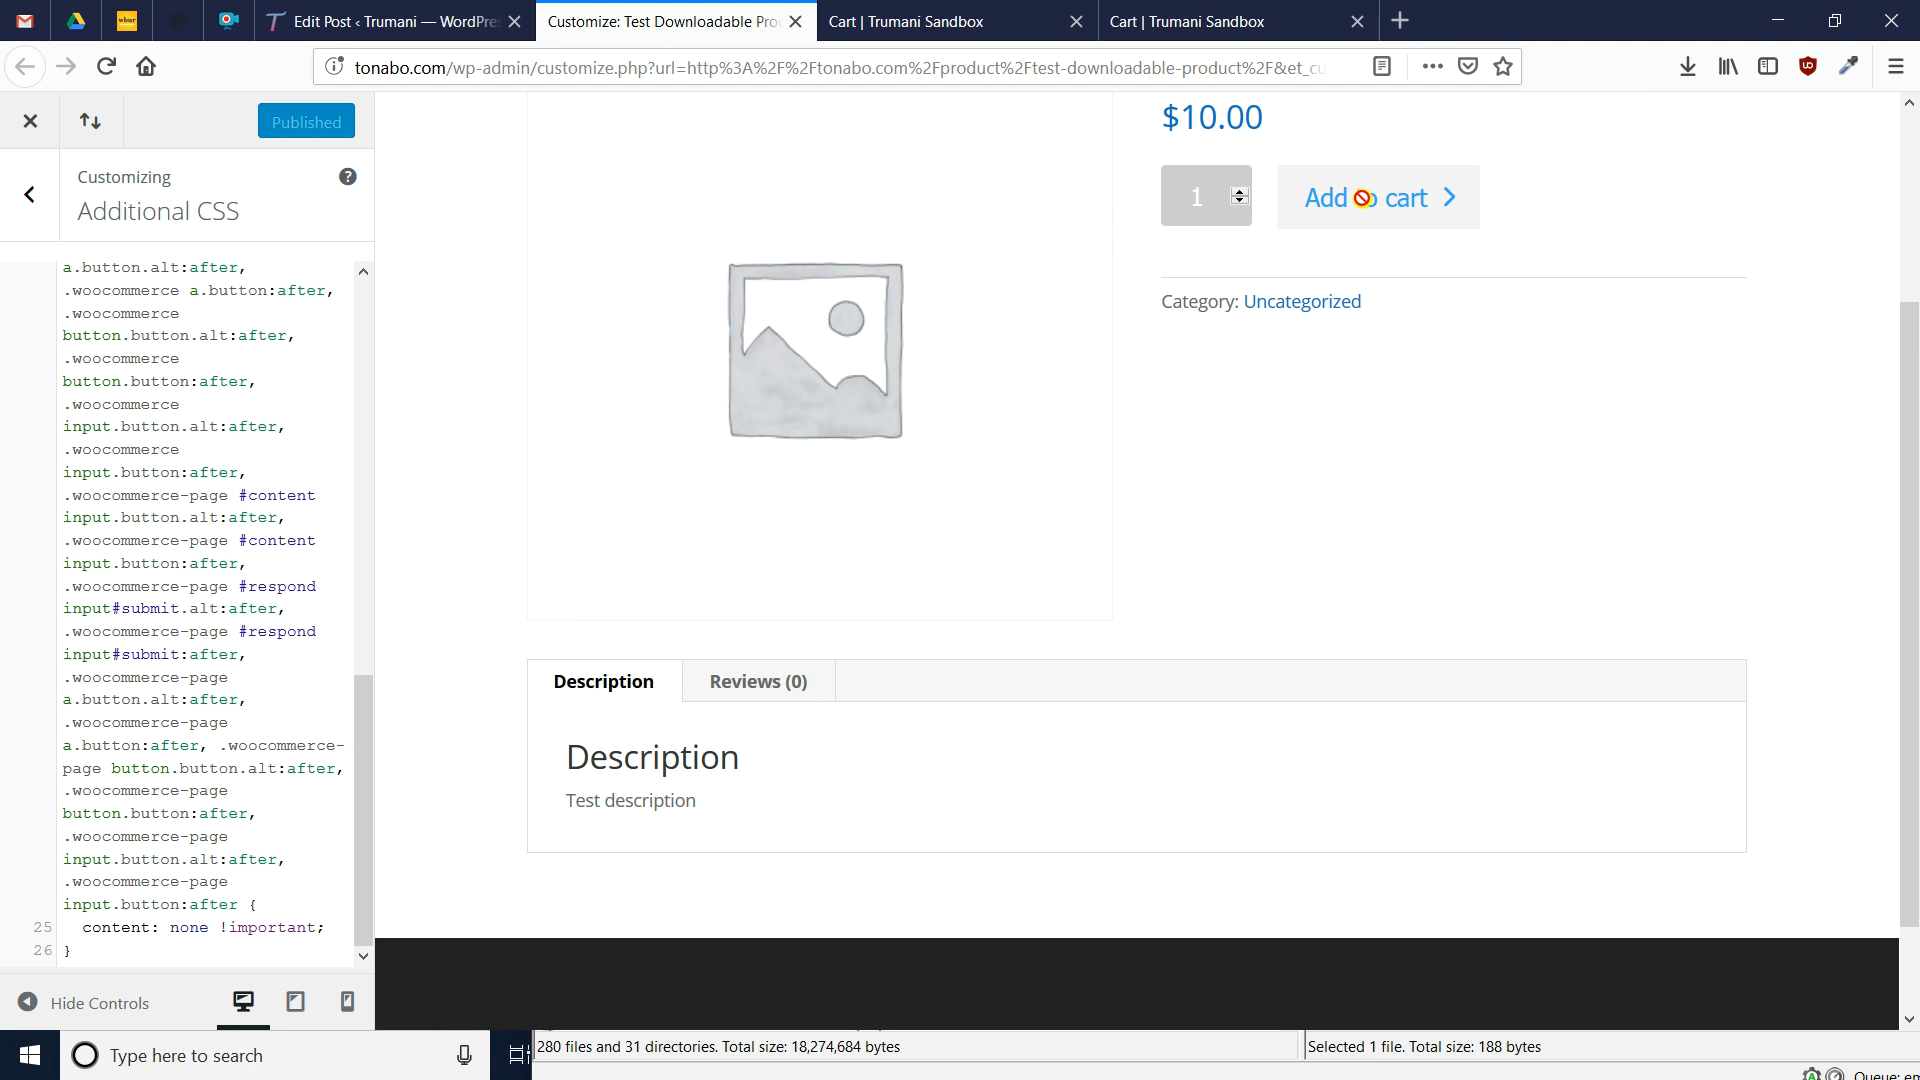 Edit Post ‹ Trumani — WordPre
Customize: Test Downloadable Pro
Cart | Trumani Sandbox
Cart | Trumani Sandbox
tonabo.com/wp-admin/customize.php?url=http%3A%2F%2Ftonabo.com%2Fproduct%2Ftest-downloadable-product%2F&et_cu
Published
Customizing
Additional CSS
a.button.alt:after,
.woocommerce a.button:after,
.woocommerce
button.button.alt:after,
.woocommerce
button.button:after,
.woocommerce
input.button.alt:after,
.woocommerce
input.button:after,
.woocommerce-page #content
input.button.alt:after,
.woocommerce-page #content
input.button:after,
.woocommerce-page #respond
input#submit.alt:after,
.woocommerce-page #respond
input#submit:after,
.woocommerce-page
a.button.alt:after,
.woocommerce-page
a.button:after, .woocommerce-
page button.button.alt:after,
.woocommerce-page
button.button:after,
.woocommerce-page
input.button.alt:after,
.woocommerce-page
input.button:after {
25 content: none !important;
26 }
Hide Controls
$10.00
1
Add to cart
Category: Uncategorized
Description
Reviews (0)
Description
Test description
Type here to search
280 files and 31 directories. Total size: 18,274,684 bytes
Selected 1 file. Total size: 188 bytes
Queue: em